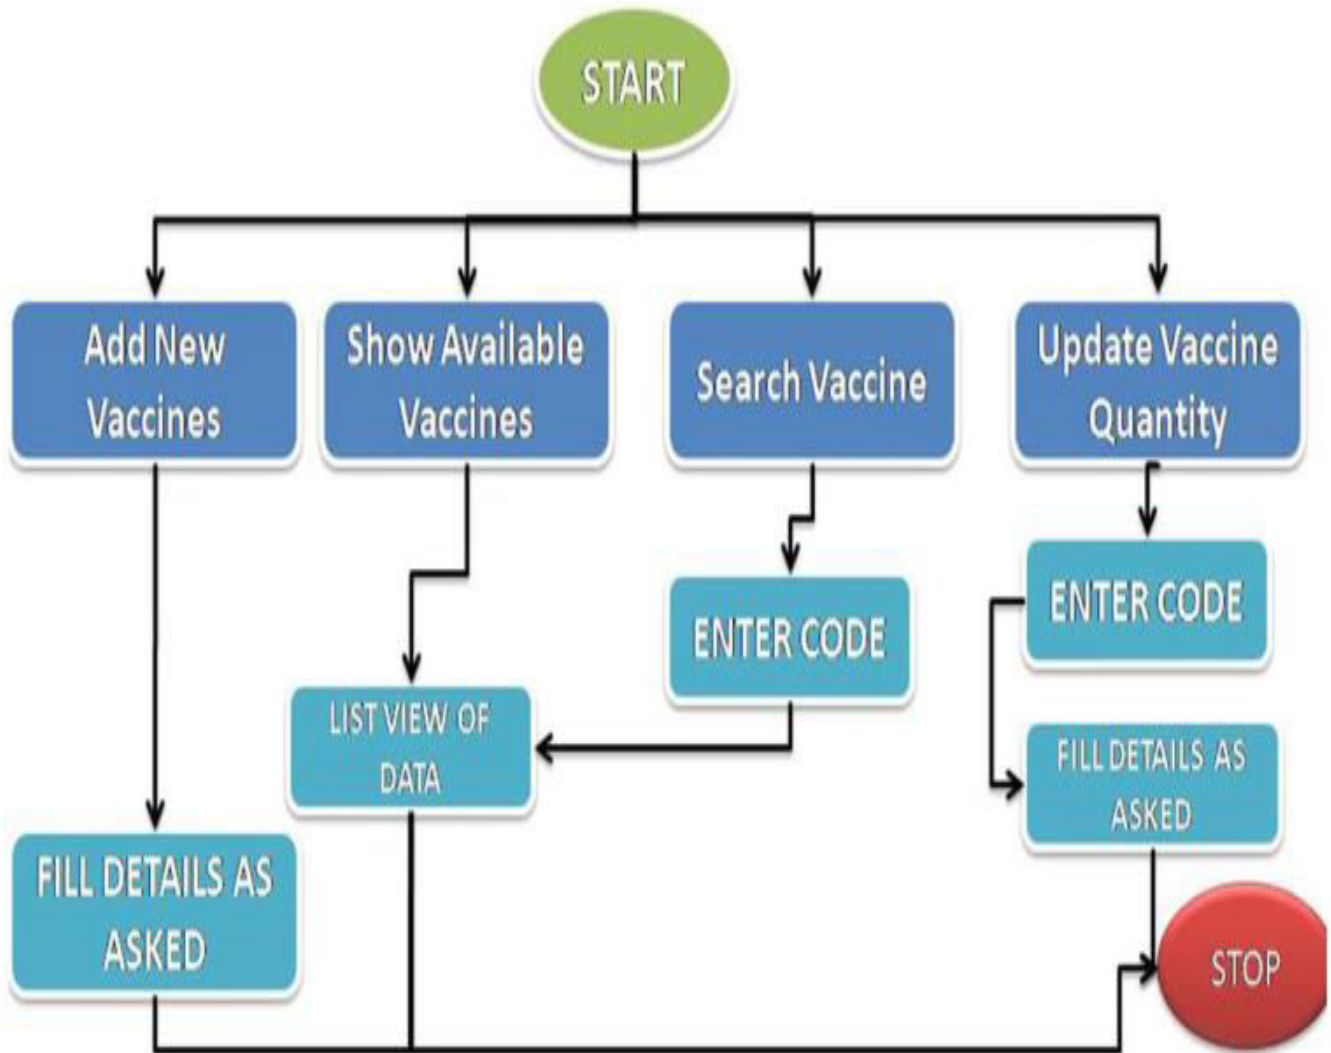 START
Add New
Vaccines
Show Available
Vaccines
Search Vaccine
Update Vaccine
Quantity
ENTER CODE
ENTER CODE
LIST VIEW OF
DATA
FILL DETAILS AS
ASKED
FILL DETAILS AS
ASKED
STOP